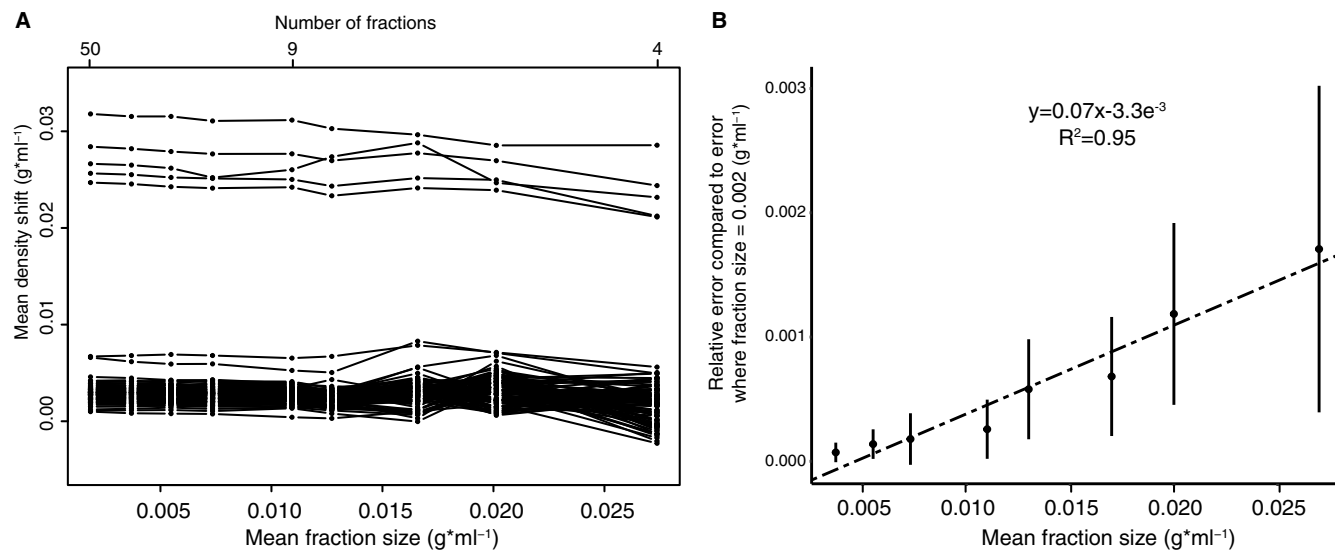 A
Number of fractions
50 9 4
Mean density shift (g*ml⁻¹)
0.03
0.02
0.01
0.00
0.005 0.010 0.015 0.020 0.025
Mean fraction size (g*ml⁻¹)
B
Relative error compared to error
where fraction size = 0.002 (g*ml⁻¹)
0.003
0.002
0.001
0.000
y=0.07x-3.3e⁻³
R²=0.95
0.005 0.010 0.015 0.020 0.025
Mean fraction size (g*ml⁻¹)